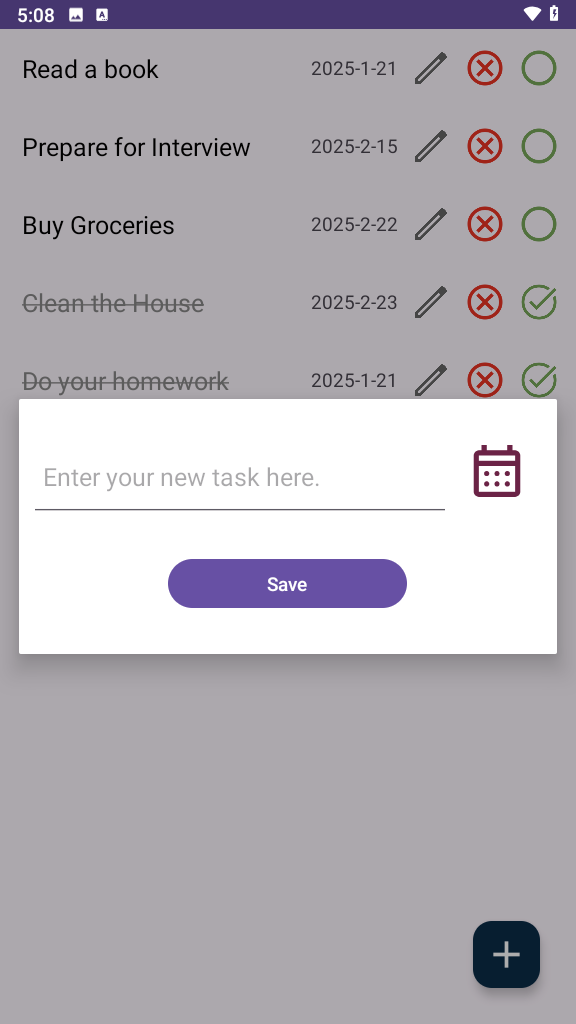 5:08
Read a book 2025-1-21
Prepare for Interview 2025-2-15
Buy Groceries 2025-2-22
Clean the House 2025-2-23
Do your homework 2025-1-21
Enter your new task here.
Save